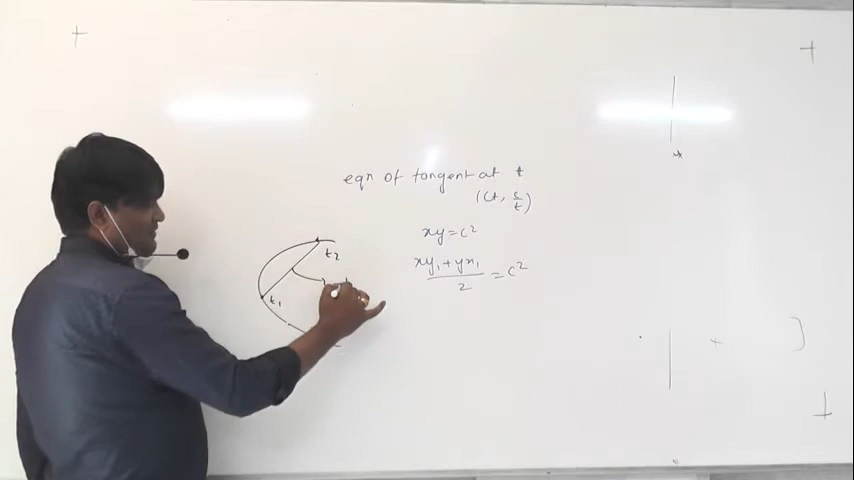 eqn of tangent at t
(ct, c/t)
xy = c²
(xy₁ + yx₁)/2 = c²
t₂
t₁